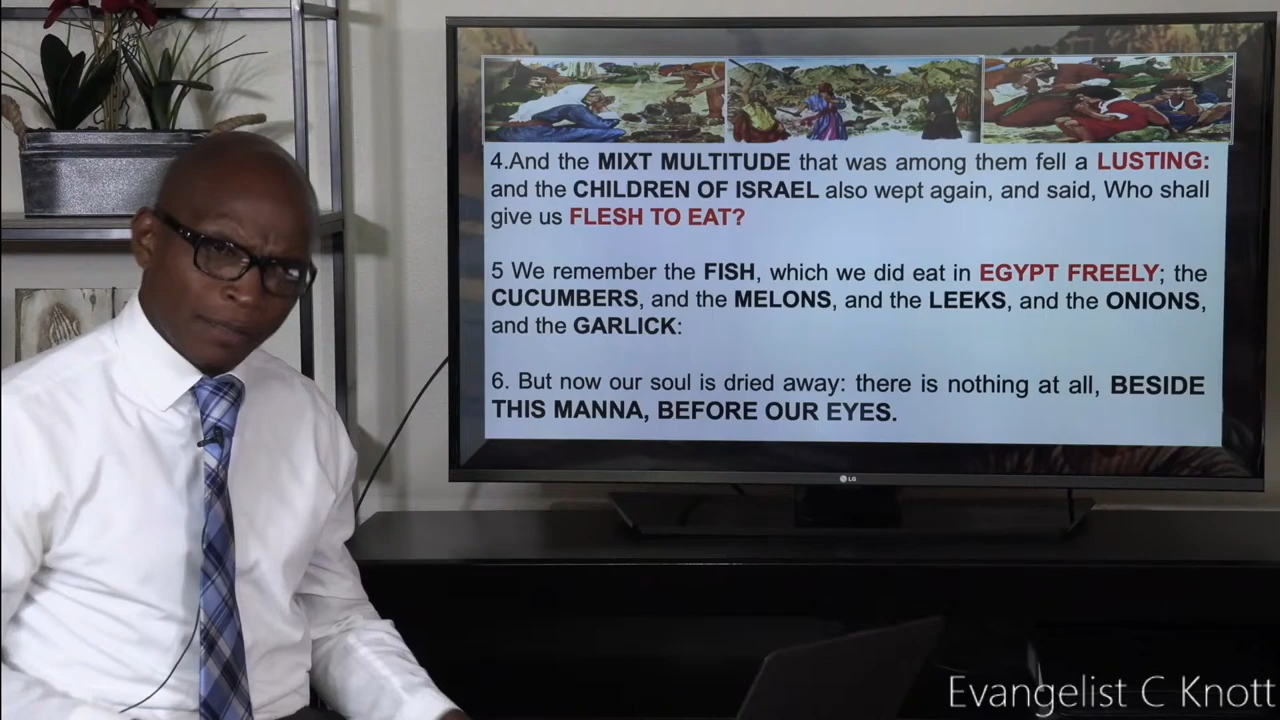 4.And the MIXT MULTITUDE that was among them fell a LUSTING:
and the CHILDREN OF ISRAEL also wept again, and said, Who shall
give us FLESH TO EAT?
5 We remember the FISH, which we did eat in EGYPT FREELY; the
CUCUMBERS, and the MELONS, and the LEEKS, and the ONIONS,
and the GARLICK:
6. But now our soul is dried away: there is nothing at all, BESIDE
THIS MANNA, BEFORE OUR EYES.
LG
Evangelist C Knott